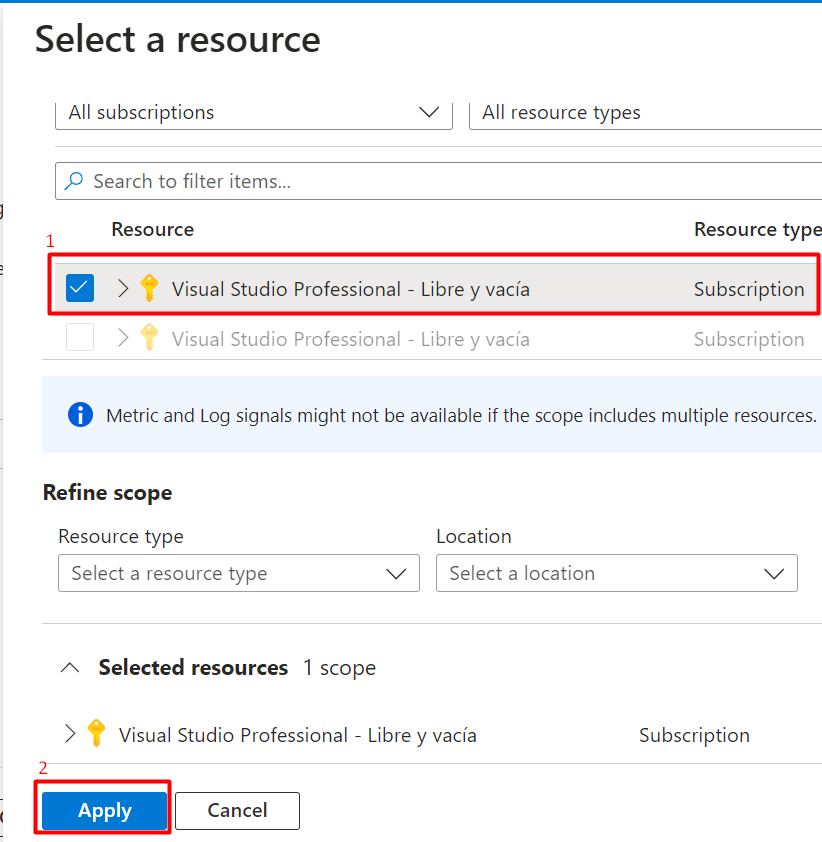 Select a resource
All subscriptions
All resource types
Search to filter items...
Resource
Resource type
1
Visual Studio Professional - Libre y vacía
Subscription
Visual Studio Professional - Libre y vacía
Subscription
Metric and Log signals might not be available if the scope includes multiple resources.
Refine scope
Resource type
Location
Select a resource type
Select a location
Selected resources 1 scope
Visual Studio Professional - Libre y vacía
Subscription
2
Apply
Cancel